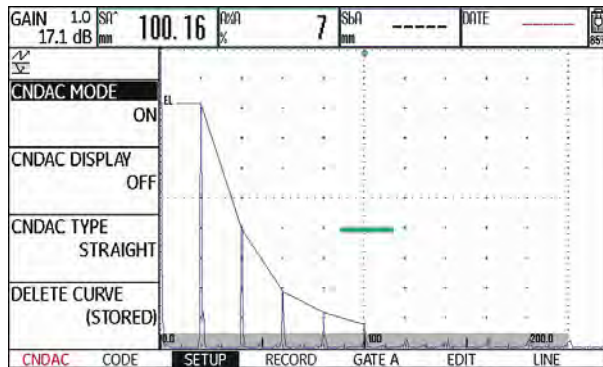 GAIN 1.0 SA^ 100.16 A%A 7 SbA ------ DATE ------
17.1 dB mm % mm 85%
CNDAC MODE
ON
EL
CNDAC DISPLAY
OFF
CNDAC TYPE
STRAIGHT
DELETE CURVE
(STORED)
0.0 100 200.0
CNDAC CODE SETUP RECORD GATE A EDIT LINE